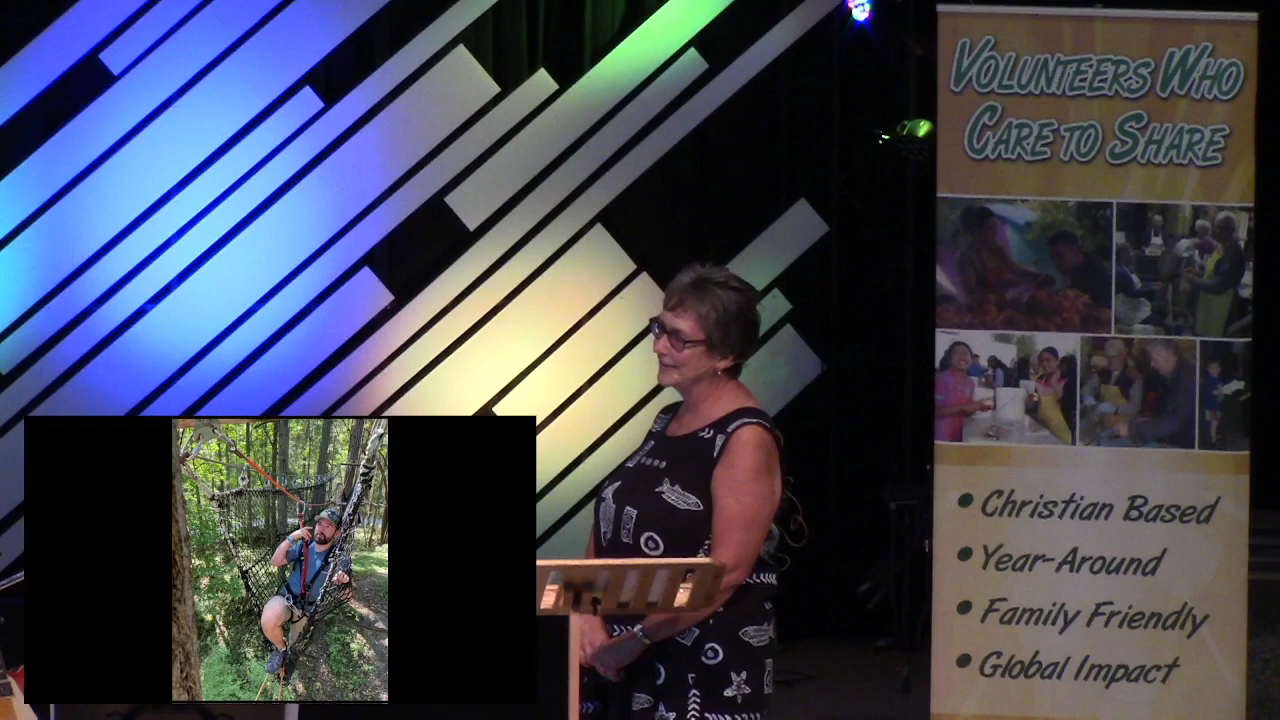 VOLUNTEERS WHO
CARE TO SHARE
• Christian Based
• Year-Around
• Family Friendly
• Global Impact